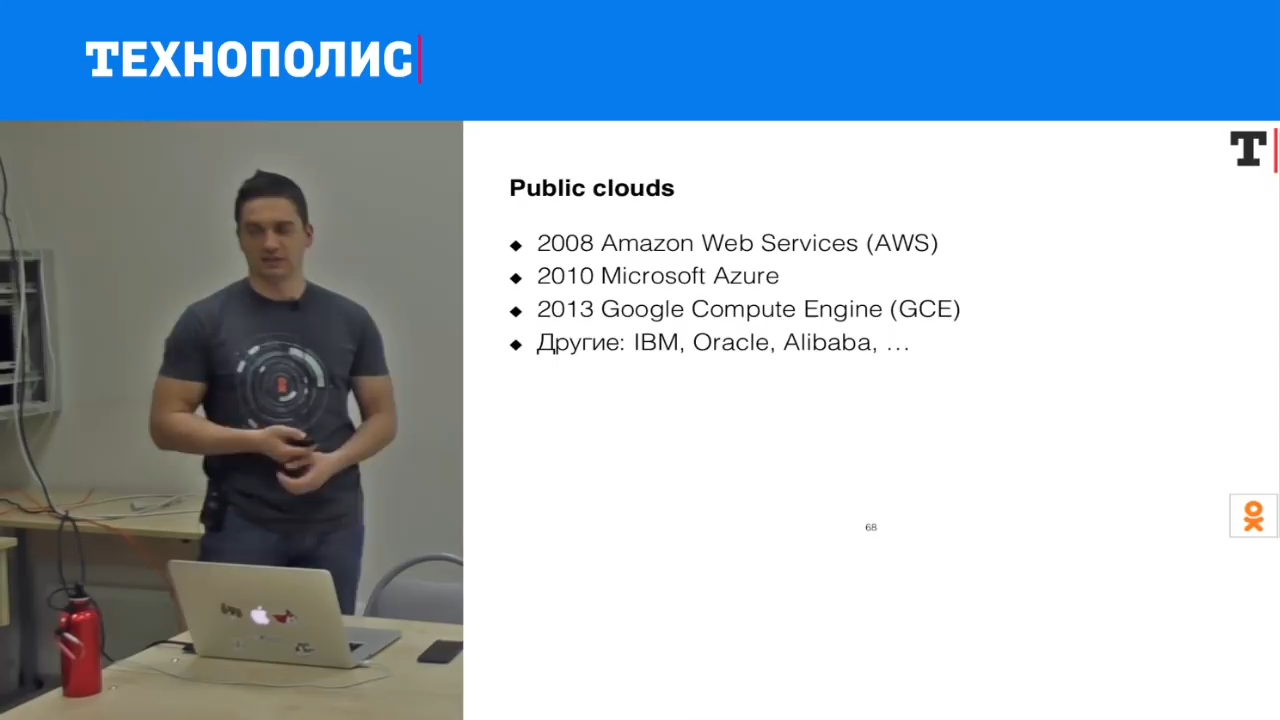 ТЕХНОПОЛИС
T
Public clouds
2008 Amazon Web Services (AWS)
2010 Microsoft Azure
2013 Google Compute Engine (GCE)
Другие: IBM, Oracle, Alibaba, ...
68